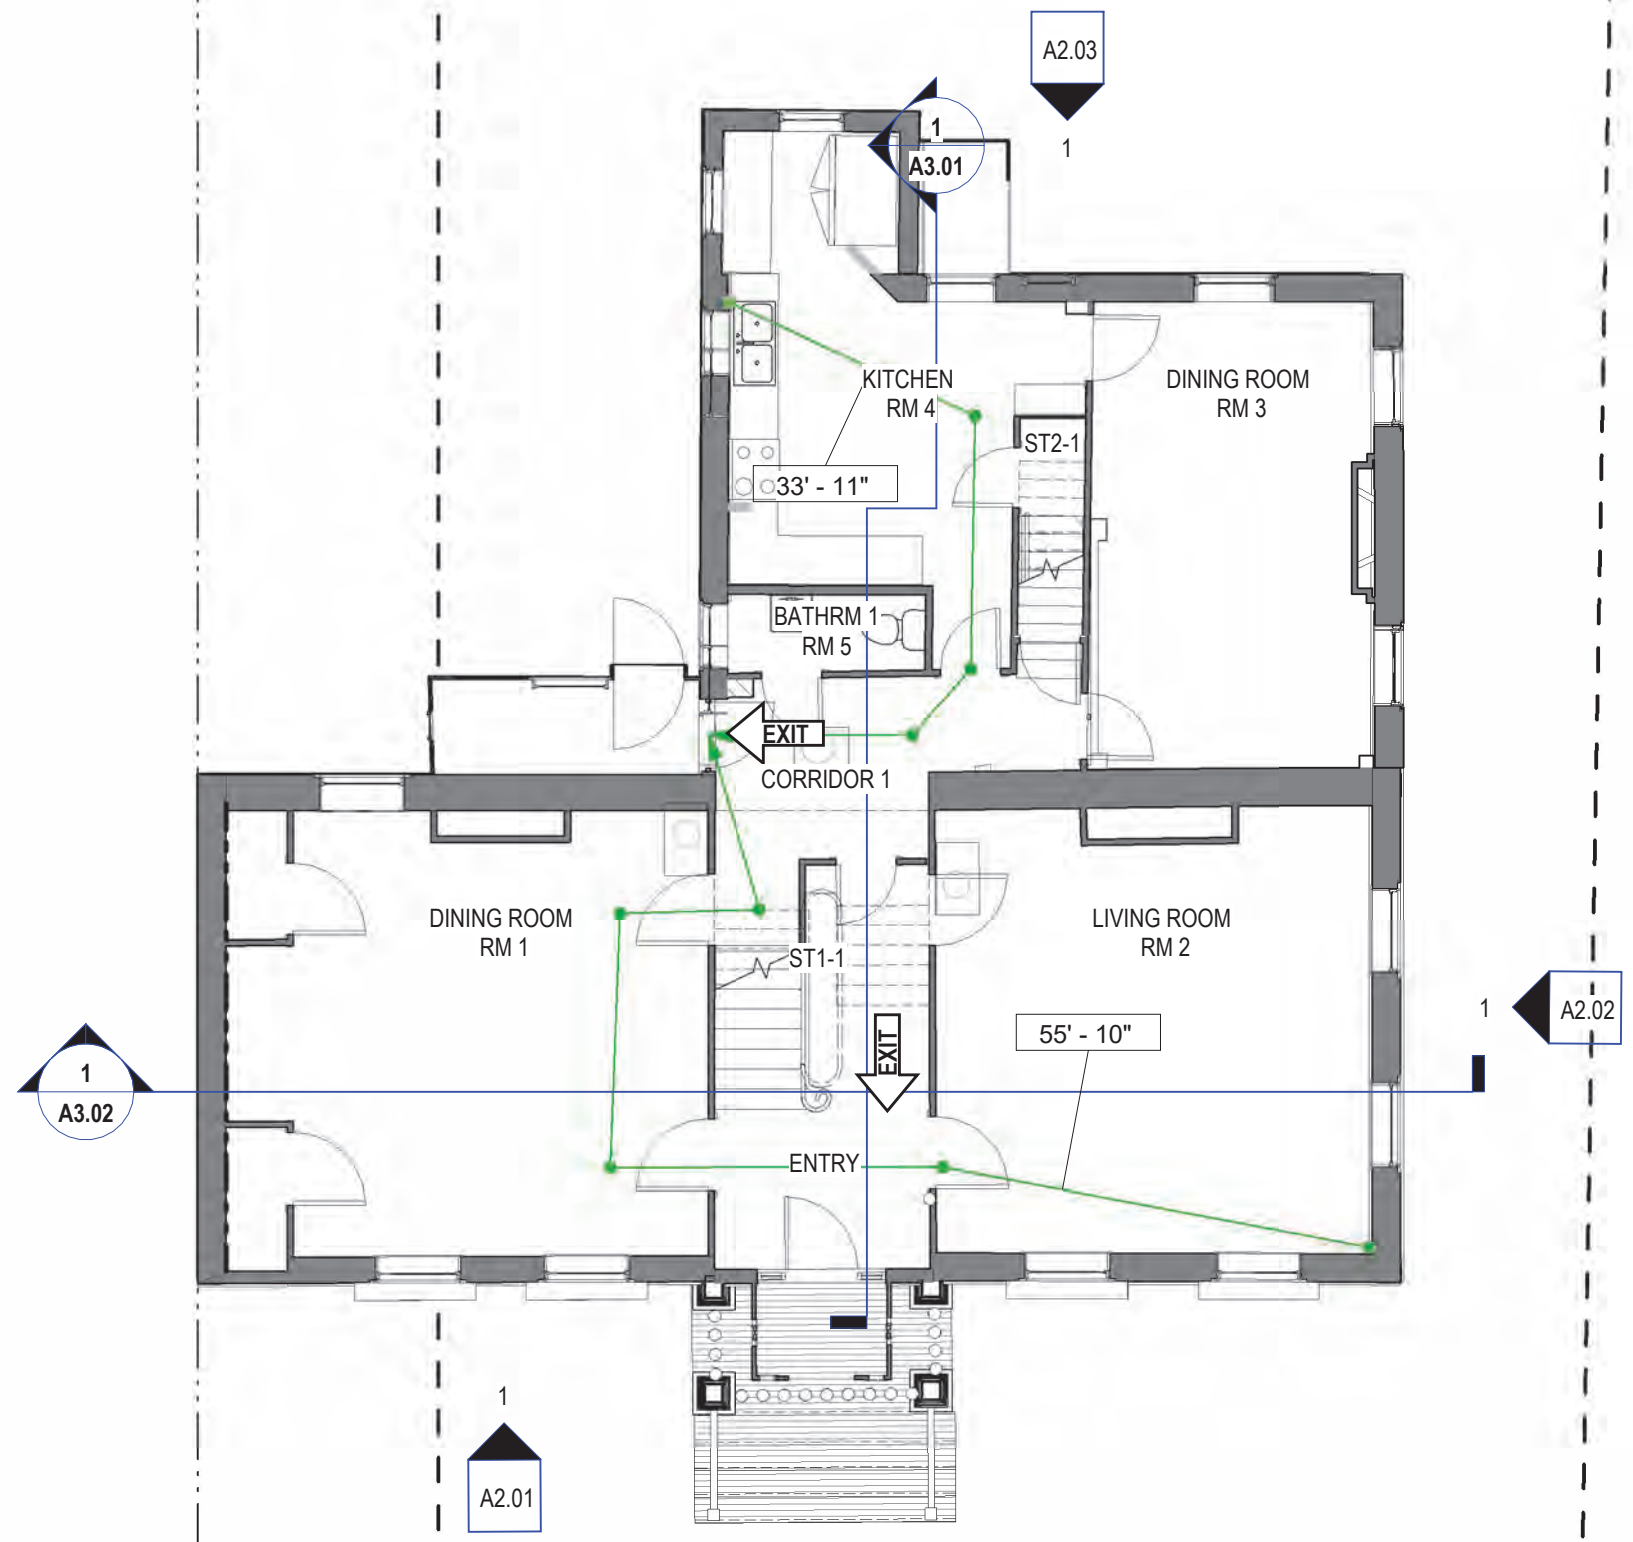 A2.03
1
1
A3.01
KITCHEN
RM 4
DINING ROOM
RM 3
ST2-1
33' - 11"
BATHRM 1
RM 5
EXIT
CORRIDOR 1
DINING ROOM
RM 1
LIVING ROOM
RM 2
ST1-1
1
A2.02
55' - 10"
EXIT
1
A3.02
ENTRY
1
A2.01